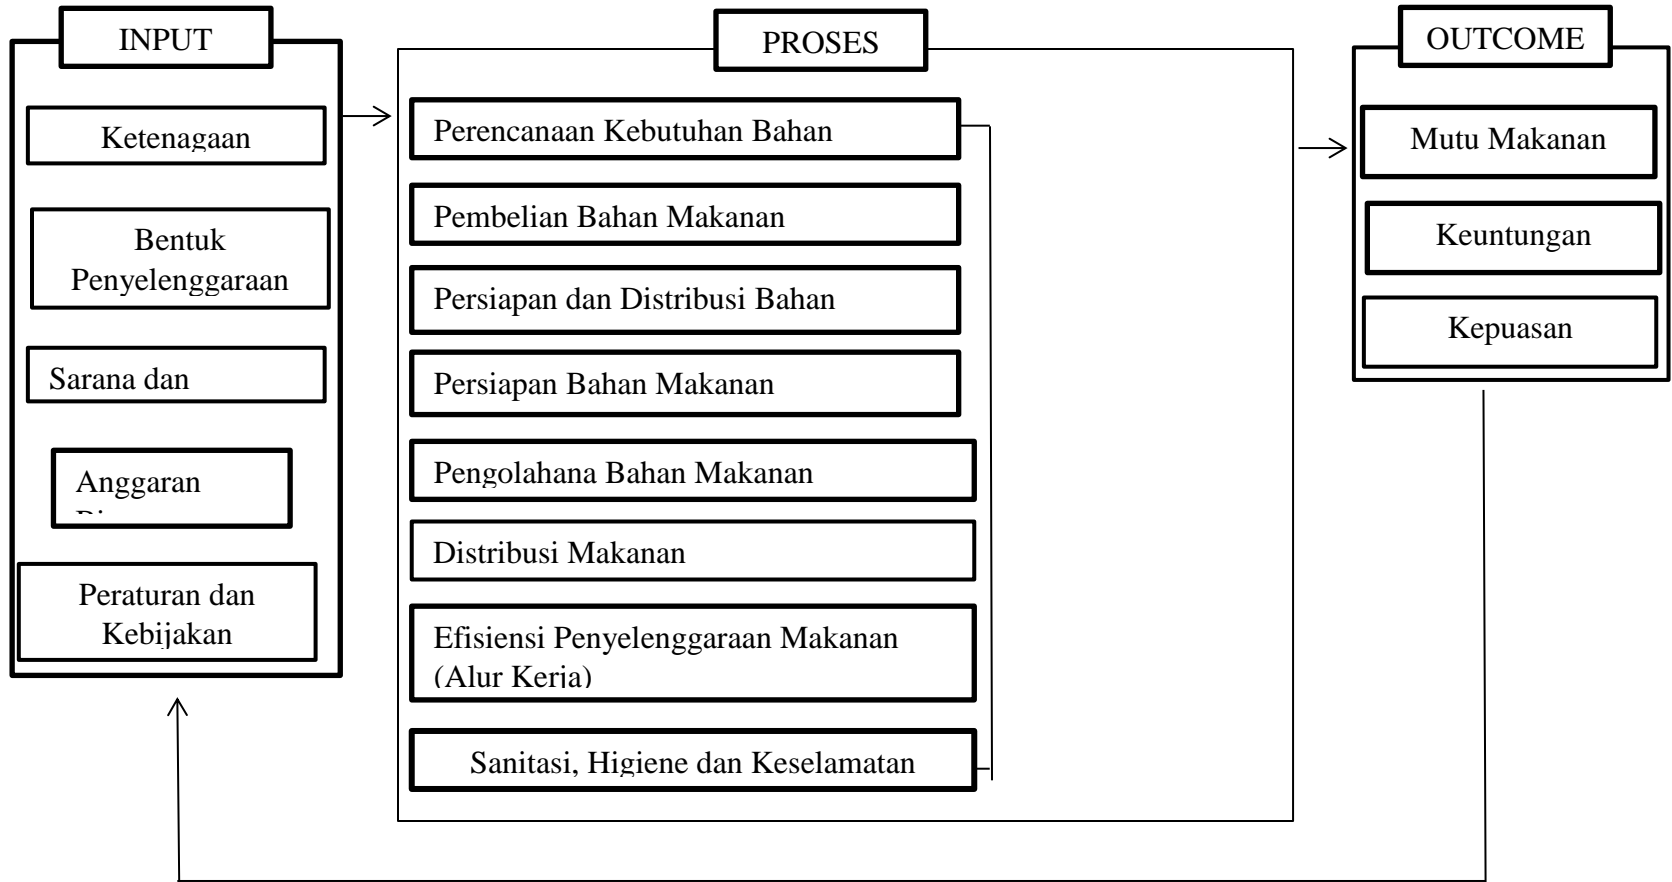 INPUT
Ketenagaan
Bentuk
Penyelenggaraan
Sarana dan
Anggaran
Peraturan dan
Kebijakan
PROSES
Perencanaan Kebutuhan Bahan
Pembelian Bahan Makanan
Persiapan dan Distribusi Bahan
Persiapan Bahan Makanan
Pengolahana Bahan Makanan
Distribusi Makanan
Efisiensi Penyelenggaraan Makanan
(Alur Kerja)
Sanitasi, Higiene dan Keselamatan
OUTCOME
Mutu Makanan
Keuntungan
Kepuasan